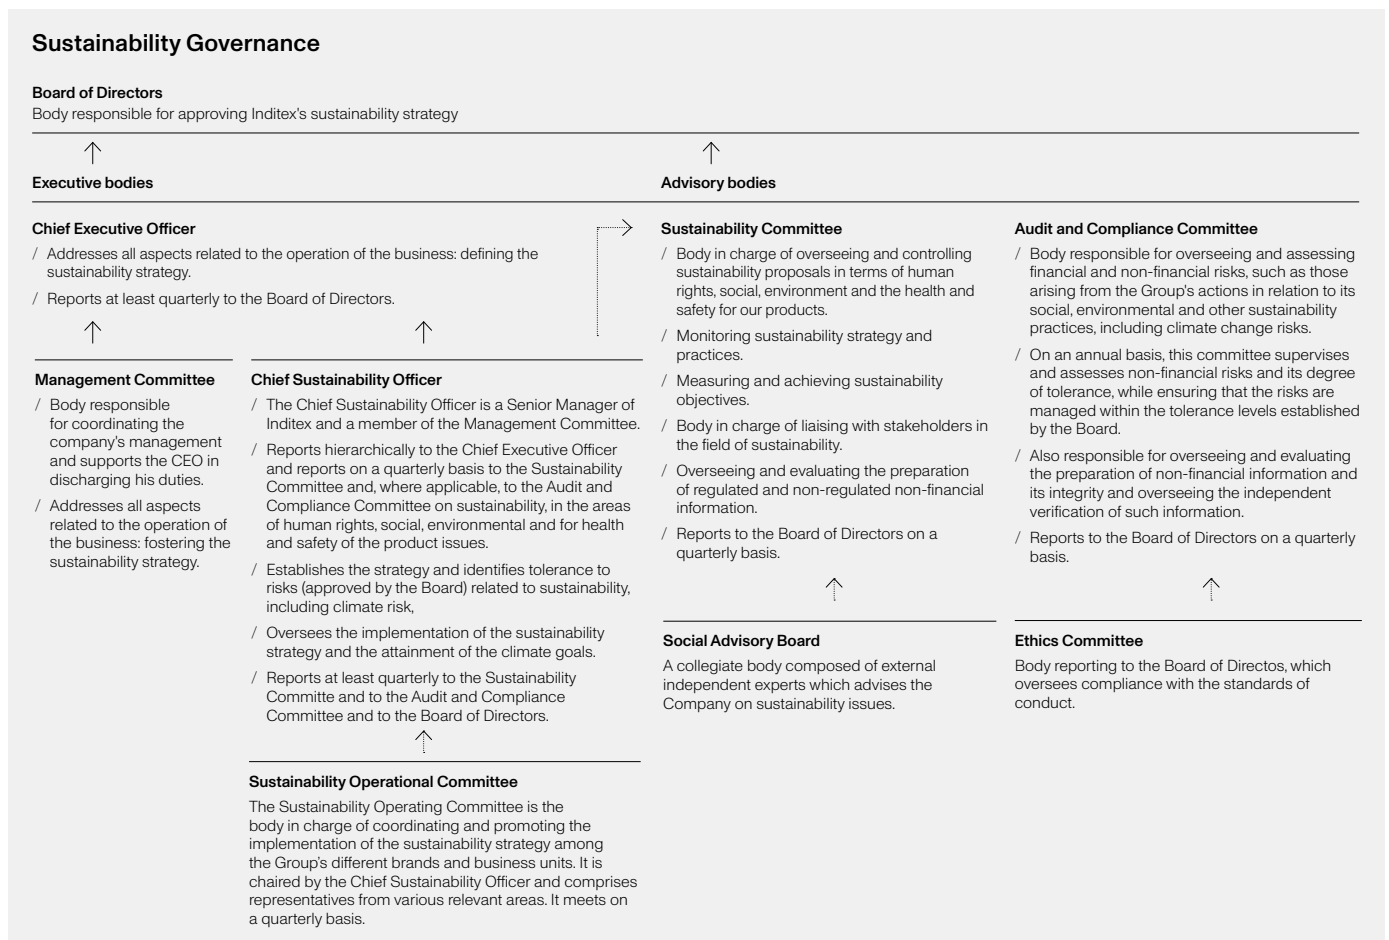 Sustainability Governance
Board of Directors
Body responsible for approving Inditex's sustainability strategy
Executive bodies
Advisory bodies
Chief Executive Officer
/ Addresses all aspects related to the operation of the business: defining the
sustainability strategy.
/ Reports at least quarterly to the Board of Directors.
Management Committee
/ Body responsible
for coordinating the
company's management
and supports the CEO in
discharging his duties.
/ Addresses all aspects
related to the operation of
the business: fostering the
sustainability strategy.
Chief Sustainability Officer
/ The Chief Sustainability Officer is a Senior Manager of
Inditex and a member of the Management Committee.
/ Reports hierarchically to the Chief Executive Officer
and reports on a quarterly basis to the Sustainability
Committee and, where applicable, to the Audit and
Compliance Committee on sustainability, in the areas
of human rights, social, environmental and for health
and safety of the product issues.
/ Establishes the strategy and identifies tolerance to
risks (approved by the Board) related to sustainability,
including climate risk,
/ Oversees the implementation of the sustainability
strategy and the attainment of the climate goals.
/ Reports at least quarterly to the Sustainability
Committe and to the Audit and Compliance
Committee and to the Board of Directors.
Sustainability Operational Committee
The Sustainability Operating Committee is the
body in charge of coordinating and promoting the
implementation of the sustainability strategy among
the Group's different brands and business units. It is
chaired by the Chief Sustainability Officer and comprises
representatives from various relevant areas. It meets on
a quarterly basis.
Sustainability Committee
/ Body in charge of overseeing and controlling
sustainability proposals in terms of human
rights, social, environment and the health and
safety for our products.
/ Monitoring sustainability strategy and
practices.
/ Measuring and achieving sustainability
objectives.
/ Body in charge of liaising with stakeholders in
the field of sustainability.
/ Overseeing and evaluating the preparation
of regulated and non-regulated non-financial
information.
/ Reports to the Board of Directors on a
quarterly basis.
Social Advisory Board
A collegiate body composed of external
independent experts which advises the
Company on sustainability issues.
Audit and Compliance Committee
/ Body responsible for overseeing and assessing
financial and non-financial risks, such as those
arising from the Group's actions in relation to its
social, environmental and other sustainability
practices, including climate change risks.
/ On an annual basis, this committee supervises
and assesses non-financial risks and its degree
of tolerance, while ensuring that the risks are
managed within the tolerance levels established
by the Board.
/ Also responsible for overseeing and evaluating
the preparation of non-financial information and
its integrity and overseeing the independent
verification of such information.
/ Reports to the Board of Directors on a quarterly
basis.
Ethics Committee
Body reporting to the Board of Directos, which
oversees compliance with the standards of
conduct.